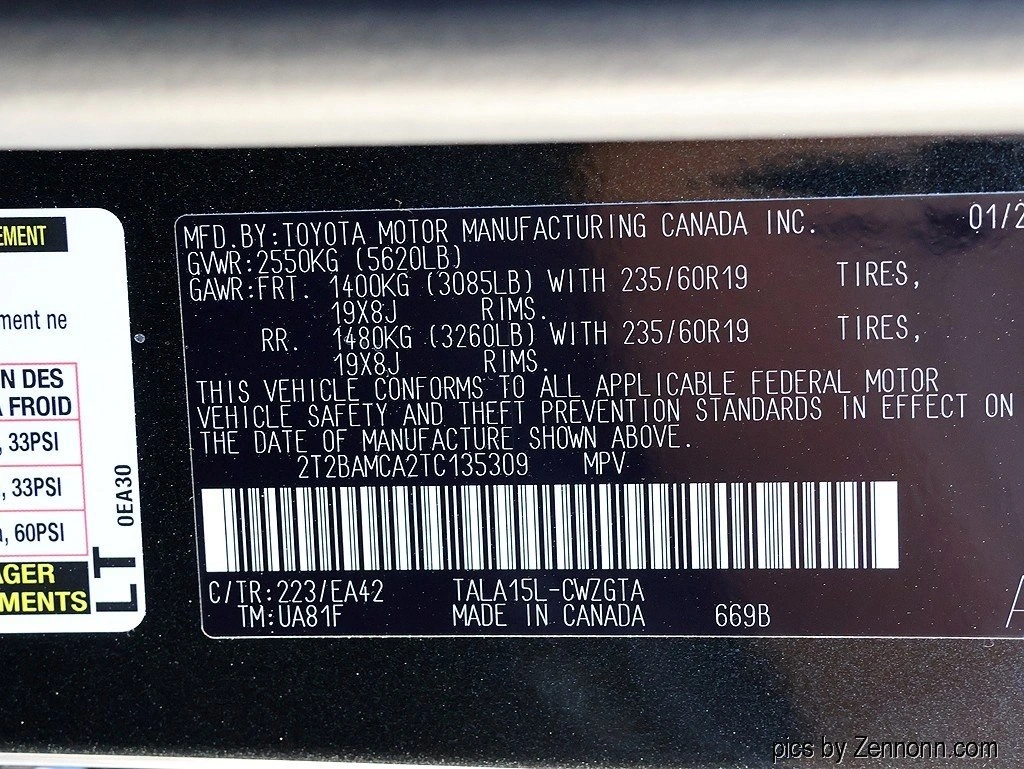 EMENT
ment ne
N DES
A FROID
, 33PSI
, 33PSI
, 60PSI
AGER
MENTS
0EA30
LT
MFD.BY:TOYOTA MOTOR MANUFACTURING CANADA INC. 01/2
GVWR:2550KG (5620LB)
GAWR:FRT. 1400KG (3085LB) WITH 235/60R19 TIRES,
19X8J RIMS.
RR. 1480KG (3260LB) WITH 235/60R19 TIRES,
19X8J RIMS.
THIS VEHICLE CONFORMS TO ALL APPLICABLE FEDERAL MOTOR
VEHICLE SAFETY AND THEFT PREVENTION STANDARDS IN EFFECT ON
THE DATE OF MANUFACTURE SHOWN ABOVE.
2T2BAMCA2TC135309 MPV
C/TR:223/EA42 TALA15L-CWZGTA
TM:UA81F MADE IN CANADA 669B
pics by Zennonn.com